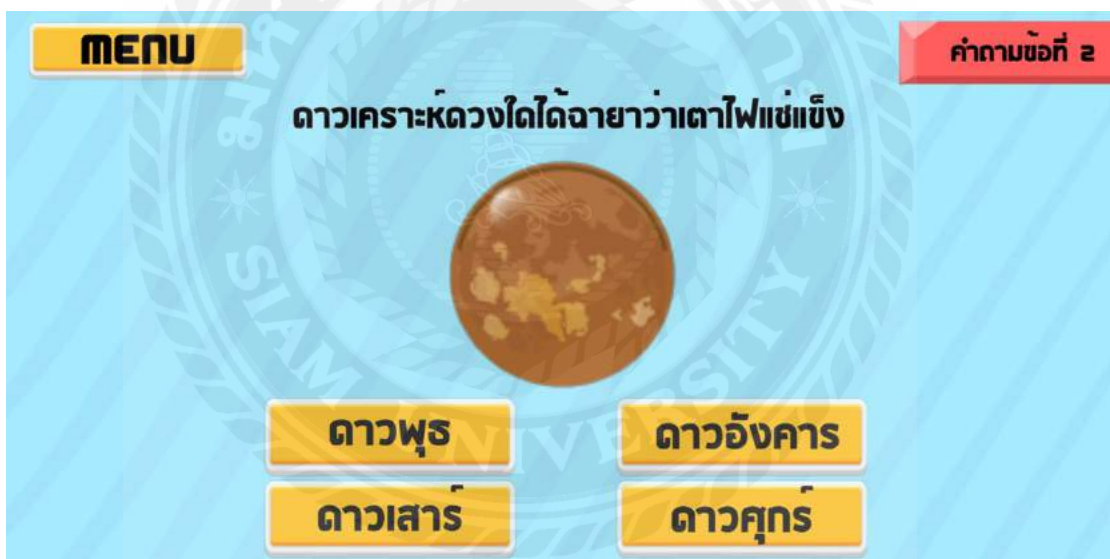 MENU
คำถามข้อที่ 2
ดาวเคราะห์ดวงใดได้ฉายาว่าเตาไฟแช่แข็ง
ดาวพุธ
ดาวอังคาร
ดาวเสาร์
ดาวศุกร์
SIAM UNIVERSITY